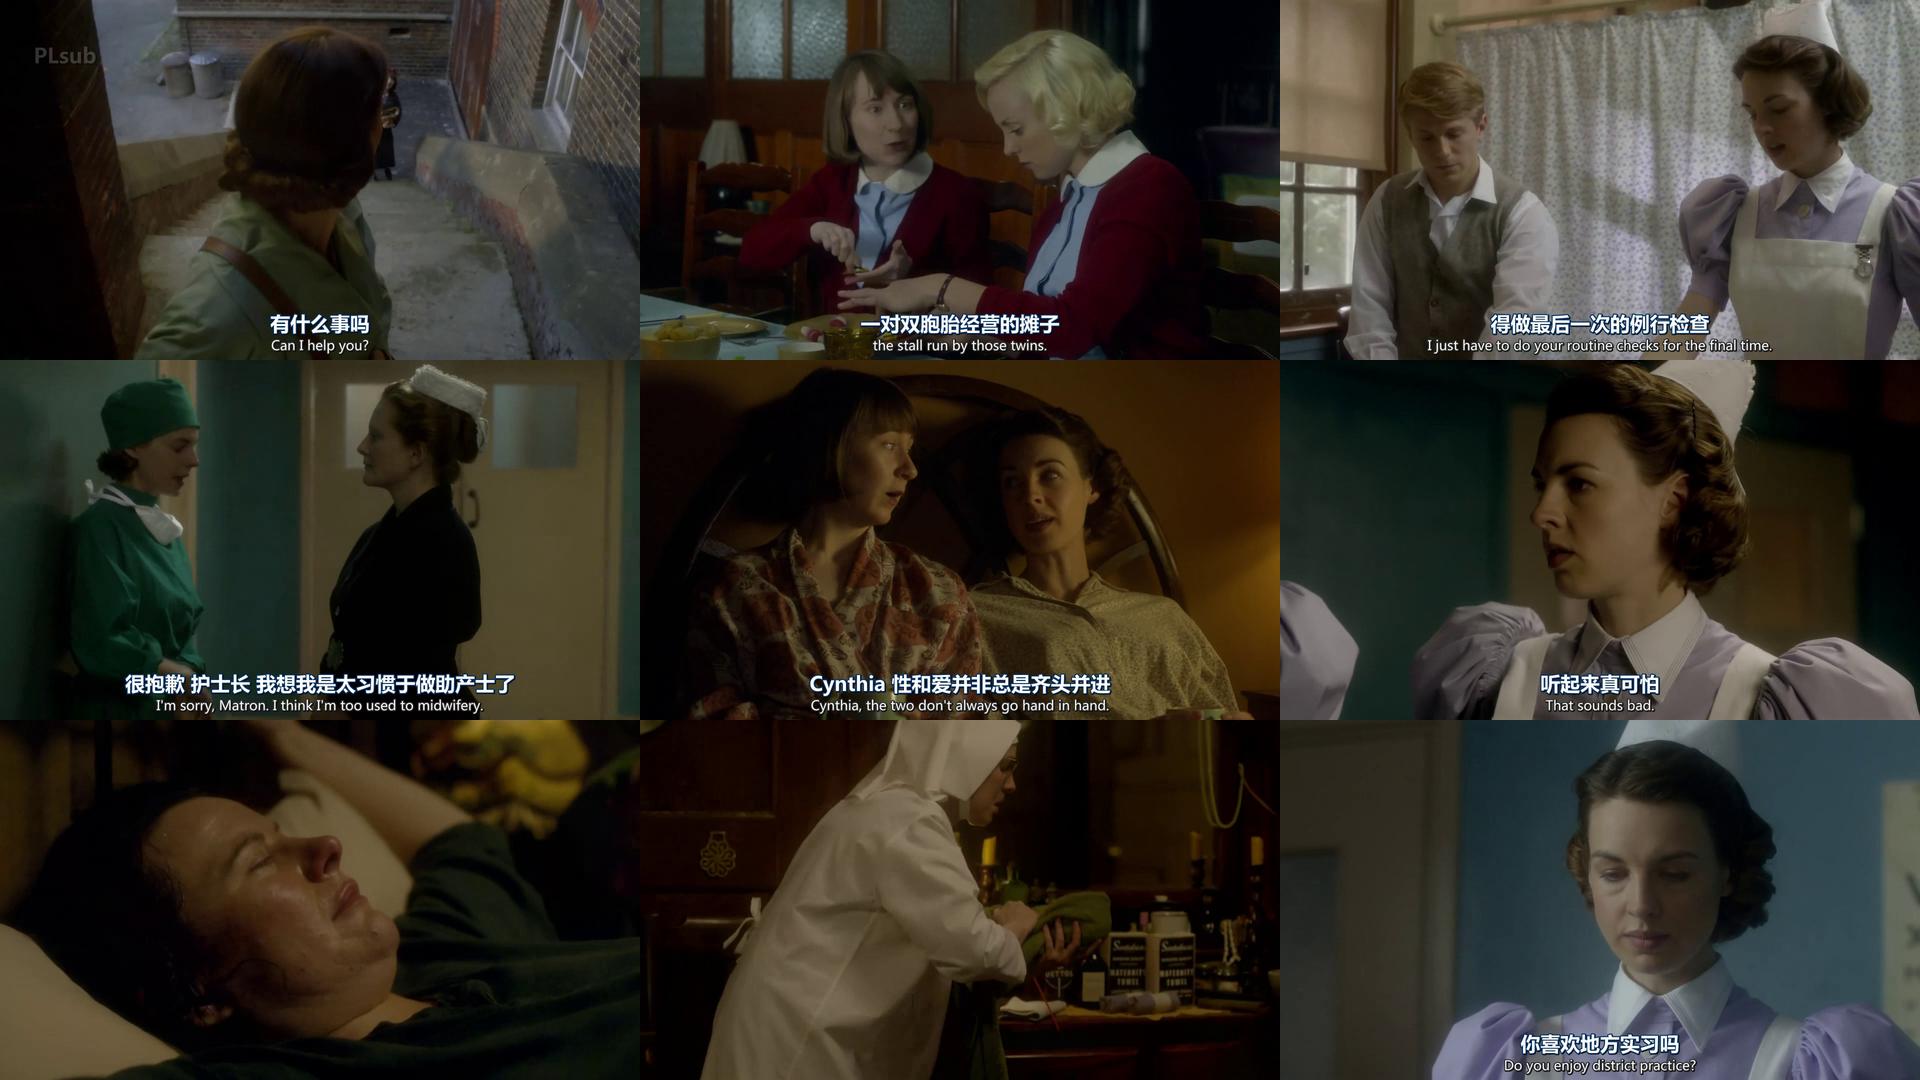 PLsub
有什么事吗
Can I help you?
一对双胞胎经营的摊子
the stall run by those twins.
得做最后一次的例行检查
I just have to do your routine checks for the final time.
很抱歉 护士长 我想我是太习惯于做助产士了
I'm sorry, Matron. I think I'm too used to midwifery.
Cynthia 性和爱并非总是齐头并进
Cynthia, the two don't always go hand in hand.
听起来真可怕
That sounds bad.
MATERNITY
TOWEL
MATERNITY
TOWEL
你喜欢地方实习吗
Do you enjoy district practice?